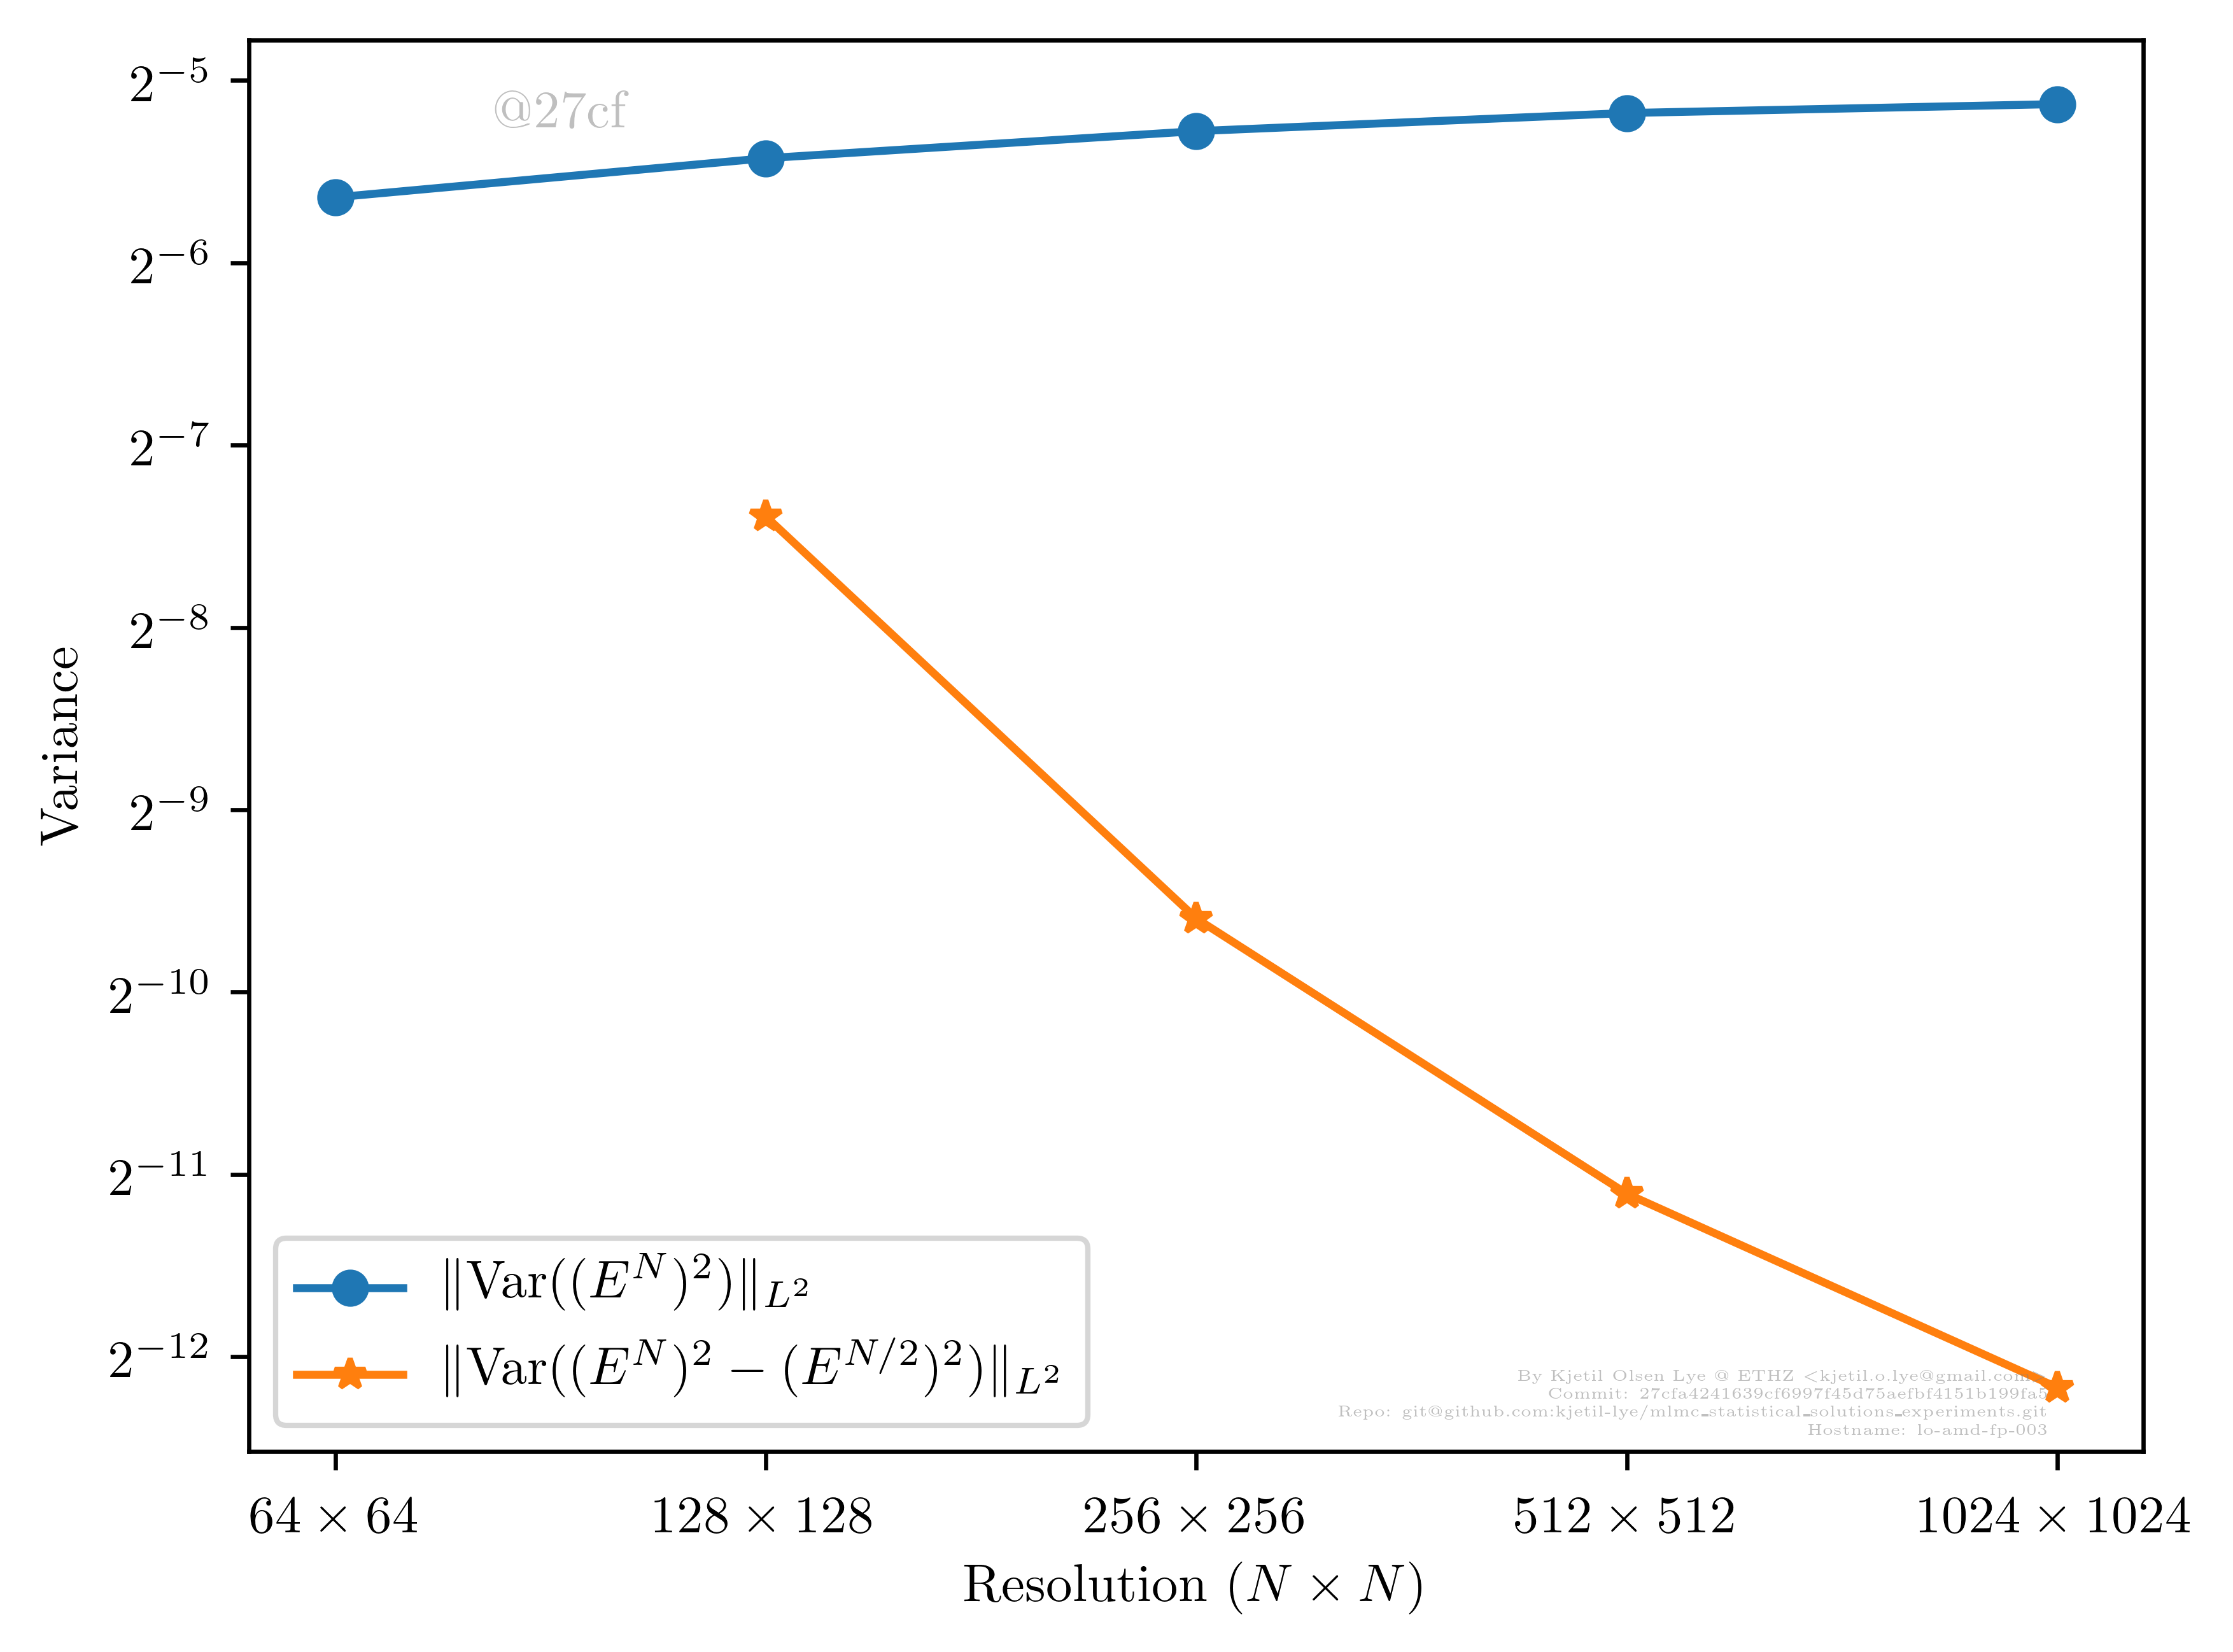 2^{-5}
@27cf
2^{-6}
2^{-7}
2^{-8}
Variance
2^{-9}
2^{-10}
2^{-11}
2^{-12}
‖Var((E^N)^2)‖_{L^2}
‖Var((E^N)^2 − (E^{N/2})^2)‖_{L^2}
By Kjetil Olsen Lye @ ETHZ <kjetil.o.lye@gmail.com>
Commit: 27cfa4241639cf6997f45d75aefbf4151b199fa5
Repo: git@github.com:kjetil-lye/mlmc_statistical_solutions_experiments.git
Hostname: lo-amd-fp-003
64 × 64 128 × 128 256 × 256 512 × 512 1024 × 1024
Resolution (N × N)